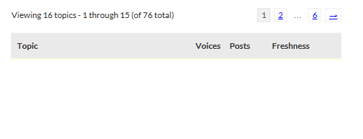 Viewing 16 topics - 1 through 15 (of 76 total) 1 2 … 6 →
Topic Voices Posts Freshness